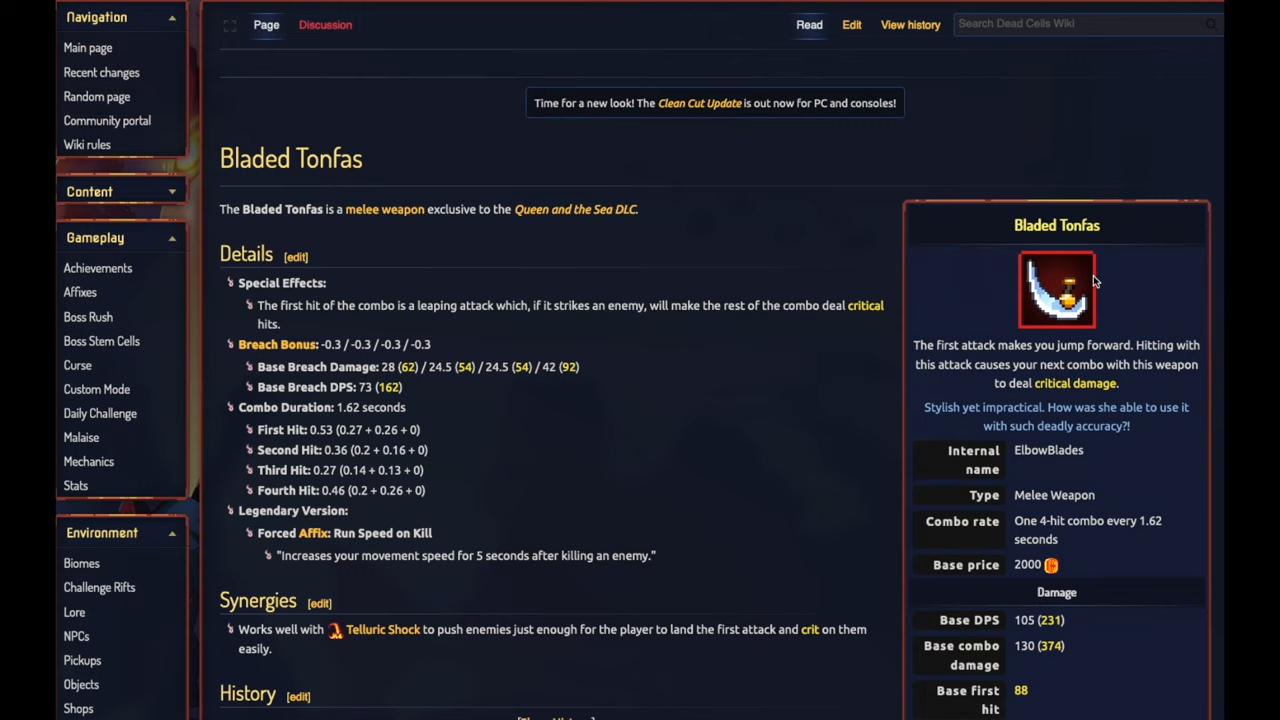 Navigation
Main page
Recent changes
Random page
Community portal
Wiki rules
Content
Gameplay
Achievements
Affixes
Boss Rush
Boss Stem Cells
Curse
Custom Mode
Daily Challenge
Malaise
Mechanics
Stats
Environment
Biomes
Challenge Rifts
Lore
NPCs
Pickups
Objects
Shops
Page Discussion Read Edit View history Search Dead Cells Wiki
Time for a new look! The Clean Cut Update is out now for PC and consoles!
Bladed Tonfas
The Bladed Tonfas is a melee weapon exclusive to the Queen and the Sea DLC.
Details [edit]
Special Effects:
The first hit of the combo is a leaping attack which, if it strikes an enemy, will make the rest of the combo deal critical
hits.
Breach Bonus: -0.3 / -0.3 / -0.3 / -0.3
Base Breach Damage: 28 (62) / 24.5 (54) / 24.5 (54) / 42 (92)
Base Breach DPS: 73 (162)
Combo Duration: 1.62 seconds
First Hit: 0.53 (0.27 + 0.26 + 0)
Second Hit: 0.36 (0.2 + 0.16 + 0)
Third Hit: 0.27 (0.14 + 0.13 + 0)
Fourth Hit: 0.46 (0.2 + 0.26 + 0)
Legendary Version:
Forced Affix: Run Speed on Kill
"Increases your movement speed for 5 seconds after killing an enemy."
Synergies [edit]
Works well with Telluric Shock to push enemies just enough for the player to land the first attack and crit on them
easily.
History [edit]
Bladed Tonfas
The first attack makes you jump forward. Hitting with
this attack causes your next combo with this weapon
to deal critical damage.
Stylish yet impractical. How was she able to use it
with such deadly accuracy?!
Internal name ElbowBlades
Type Melee Weapon
Combo rate One 4-hit combo every 1.62
seconds
Base price 2000
Damage
Base DPS 105 (231)
Base combo damage 130 (374)
Base first hit 88